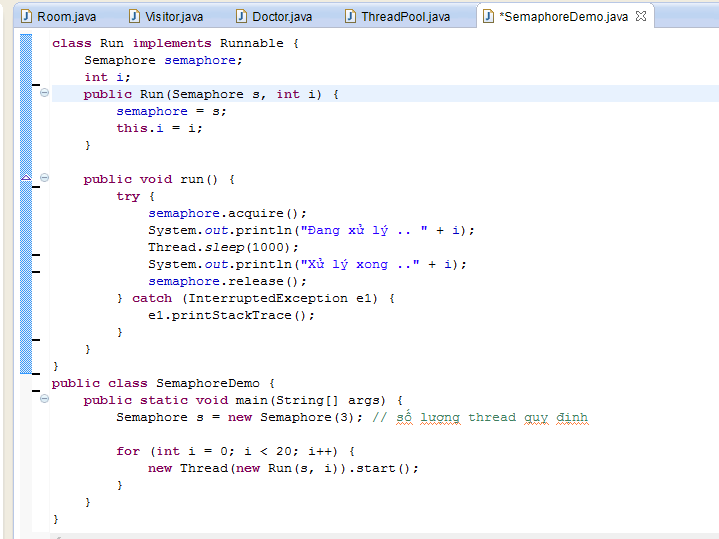 Room.java Visitor.java Doctor.java ThreadPool.java *SemaphoreDemo.java
class Run implements Runnable {
    Semaphore semaphore;
    int i;
    public Run(Semaphore s, int i) {
        semaphore = s;
        this.i = i;
    }
    public void run() {
        try {
            semaphore.acquire();
            System.out.println("Đang xử lý .. " + i);
            Thread.sleep(1000);
            System.out.println("Xử lý xong .." + i);
            semaphore.release();
        } catch (InterruptedException e1) {
            e1.printStackTrace();
        }
    }
}
public class SemaphoreDemo {
    public static void main(String[] args) {
        Semaphore s = new Semaphore(3); // số lượng thread quy định
        for (int i = 0; i < 20; i++) {
            new Thread(new Run(s, i)).start();
        }
    }
}